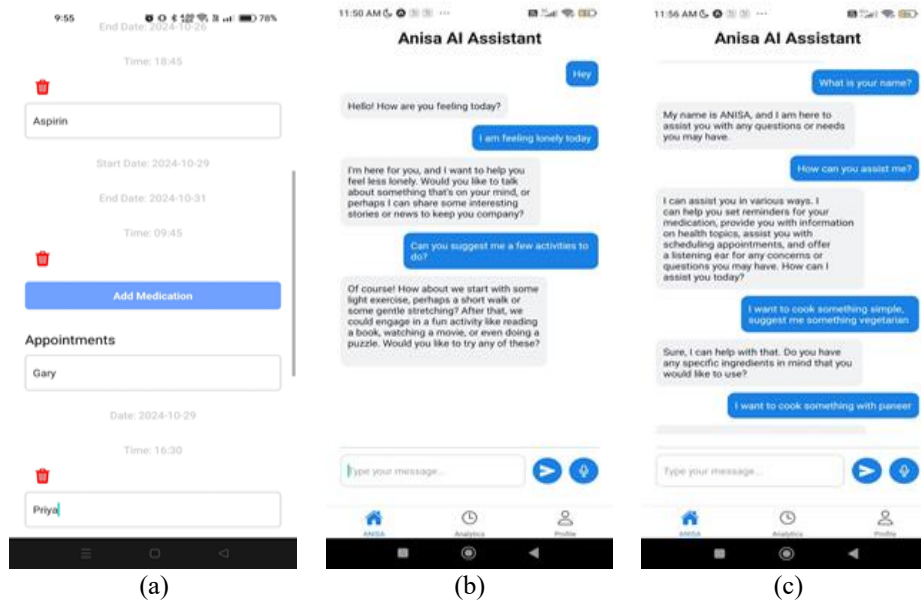 9:55
78%
End Date: 2024-10-26
Time: 18:45
Aspirin
Start Date: 2024-10-29
End Date: 2024-10-31
Time: 09:45
Add Medication
Appointments
Gary
Date: 2024-10-29
Time: 16:30
Priya
(a)
11:50 AM
Anisa AI Assistant
Hey
Hello! How are you feeling today?
I am feeling lonely today
I'm here for you, and I want to help you
feel less lonely. Would you like to talk
about something that's on your mind, or
perhaps I can share some interesting
stories or news to keep you company?
Can you suggest me a few activities to
do?
Of course! How about we start with some
light exercise, perhaps a short walk or
some gentle stretching? After that, we
could engage in a fun activity like reading
a book, watching a movie, or even doing a
puzzle. Would you like to try any of these?
Type your message...
ANISA Analytics Profile
(b)
11:56 AM
Anisa AI Assistant
What is your name?
My name is ANISA, and I am here to
assist you with any questions or needs
you may have.
How can you assist me?
I can assist you in various ways. I
can help you set reminders for your
medication, provide you with information
on health topics, assist you with
scheduling appointments, and offer
a listening ear for any concerns or
questions you may have. How can I
assist you today?
I want to cook something simple,
suggest me something vegetarian
Sure, I can help with that. Do you have
any specific ingredients in mind that you
would like to use?
I want to cook something with paneer
Type your message...
ANISA Analytics Profile
(c)